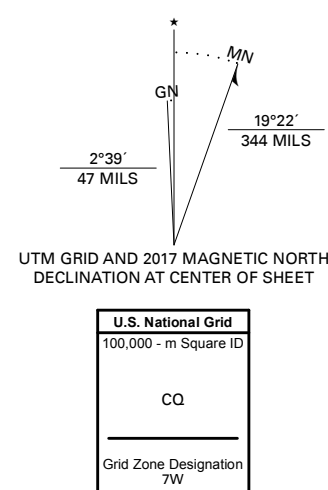 ★
MN
GN
19°22´
344 MILS
2°39´
47 MILS
UTM GRID AND 2017 MAGNETIC NORTH
DECLINATION AT CENTER OF SHEET
U.S. National Grid
100,000 - m Square ID
CQ
Grid Zone Designation
7W